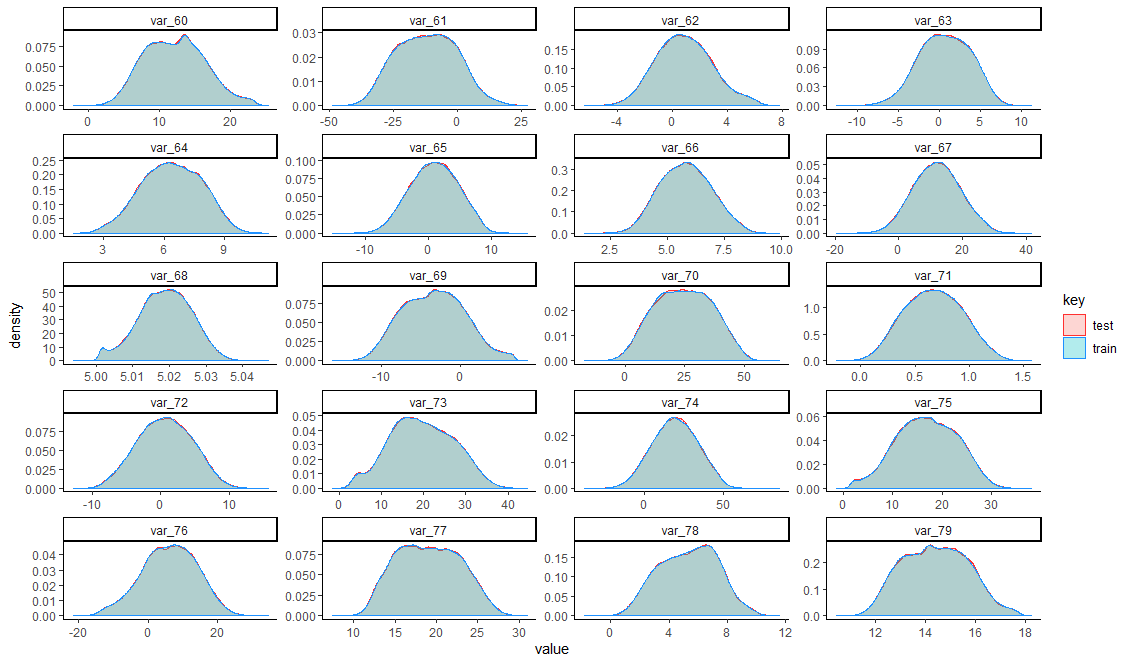 var_60 var_61 var_62 var_63
0.075 0.03 0.15 0.09
0.050 0.02 0.10 0.06
0.025 0.01 0.05 0.03
0.000 0.00 0.00 0.00
0 10 20 -50 -25 0 25 -4 0 4 8 -10 -5 0 5 10
var_64 var_65 var_66 var_67
0.25 0.100 0.3 0.05
0.20 0.075 0.2 0.04
0.15 0.050 0.1 0.03
0.10 0.025 0.0 0.02
0.05 0.000 0.01
0.00 0.00
3 6 9 -10 0 10 2.5 5.0 7.5 10.0 -20 0 20 40
var_68 var_69 var_70 var_71
50 0.075 0.02 1.0
40 0.050 0.01 0.5
30 0.025 0.00 0.0
20 0.000
10
0
5.00 5.01 5.02 5.03 5.04 -10 0 0 25 50 0.0 0.5 1.0 1.5
var_72 var_73 var_74 var_75
0.075 0.05 0.02 0.06
0.050 0.04 0.01 0.04
0.025 0.03 0.00 0.02
0.000 0.02 0.00
0.01
0.00
-10 0 10 0 10 20 30 40 0 50 0 10 20 30
var_76 var_77 var_78 var_79
0.04 0.075 0.15 0.2
0.03 0.050 0.10 0.1
0.02 0.025 0.05 0.0
0.01 0.000 0.00
0.00
-20 0 20 10 15 20 25 30 0 4 8 12 12 14 16 18
density
value
key
test
train